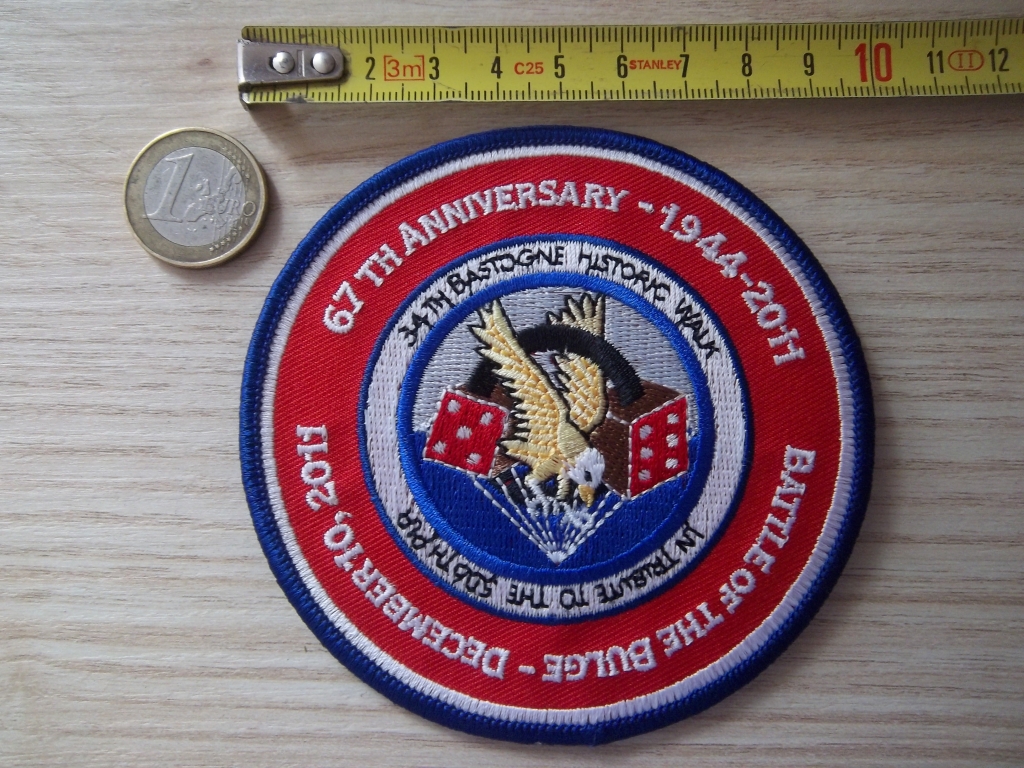 2 3m 3 4 C25 5 6 STANLEY 7 8 9 10 11 II 12
1 EURO
67 TH ANNIVERSARY - 1944-2011
BATTLE OF THE BULGE - DECEMBER 10, 2011
34TH BASTOGNE HISTORIC WALK
IN TRIBUTE TO THE 506 TH PIR